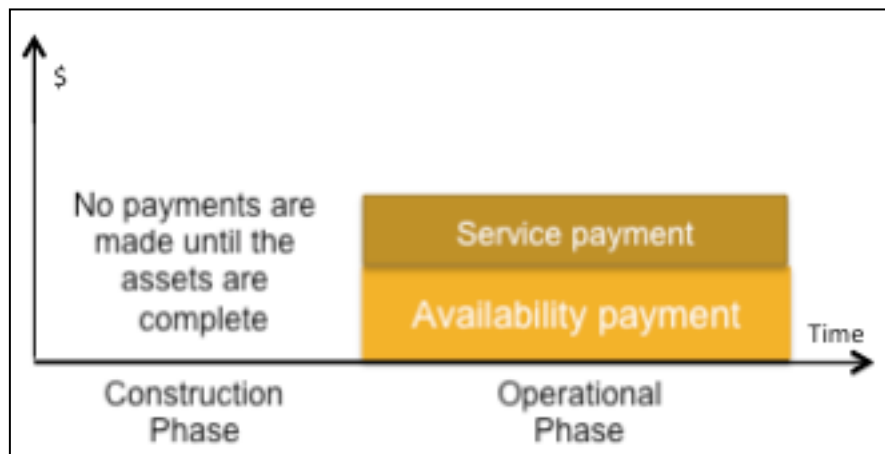 $
No payments are
made until the
assets are
complete
Service payment
Availability payment
Time
Construction
Phase
Operational
Phase